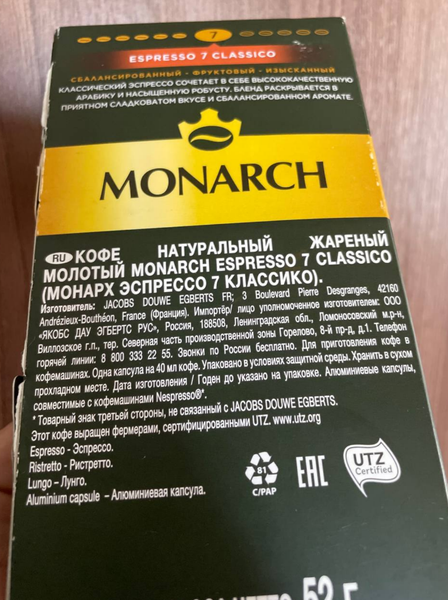 7
ESPRESSO 7 CLASSICO
СБАЛАНСИРОВАННЫЙ - ФРУКТОВЫЙ - ИЗЫСКАННЫЙ
КЛАССИЧЕСКИЙ ЭСПРЕССО СОЧЕТАЕТ В СЕБЕ ВЫСОКОКАЧЕСТВЕННУЮ
АРАБИКУ И НАСЫЩЕННУЮ РОБУСТУ. БЛЕНД РАСКРЫВАЕТСЯ В
ПРИЯТНОМ СЛАДКОВАТОМ ВКУСЕ И СБАЛАНСИРОВАННОМ АРОМАТЕ.
MONARCH
RU КОФЕ НАТУРАЛЬНЫЙ ЖАРЕНЫЙ
МОЛОТЫЙ MONARCH ESPRESSO 7 CLASSICO
(МОНАРХ ЭСПРЕССО 7 КЛАССИКО).
Изготовитель: JACOBS DOUWE EGBERTS FR; 3 Boulevard Pierre Desgranges, 42160
Andrézieux-Bouthéon, France (Франция). Импортёр/ лицо уполномоченное изготовителем: ООО
«ЯКОБС ДАУ ЭГБЕРТС РУС», Россия, 188508, Ленинградская обл., Ломоносовский м.р-н,
Виллозское г.п., тер. Северная часть производственной зоны Горелово, 8-й пр-д, д.1. Телефон
горячей линии: 8 800 333 22 55. Звонки по России бесплатно. Для приготовления кофе в
кофемашинах. Одна капсула на 40 мл кофе. Упаковано в условиях защитной среды. Хранить в сухом
прохладном месте. Дата изготовления / Годен до указано на упаковке. Алюминиевые капсулы,
совместимые с кофемашинами Nespresso®*.
* Товарный знак третьей стороны, не связанный с JACOBS DOUWE EGBERTS.
Этот кофе выращен фермерами, сертифицированными UTZ. www.utz.org
Espresso - Эспрессо.
Ristretto - Ристретто.
Lungo – Лунго.
Aluminium capsule – Алюминиевая капсула.
81
C/PAP
EAC
UTZ
Certified
52 г